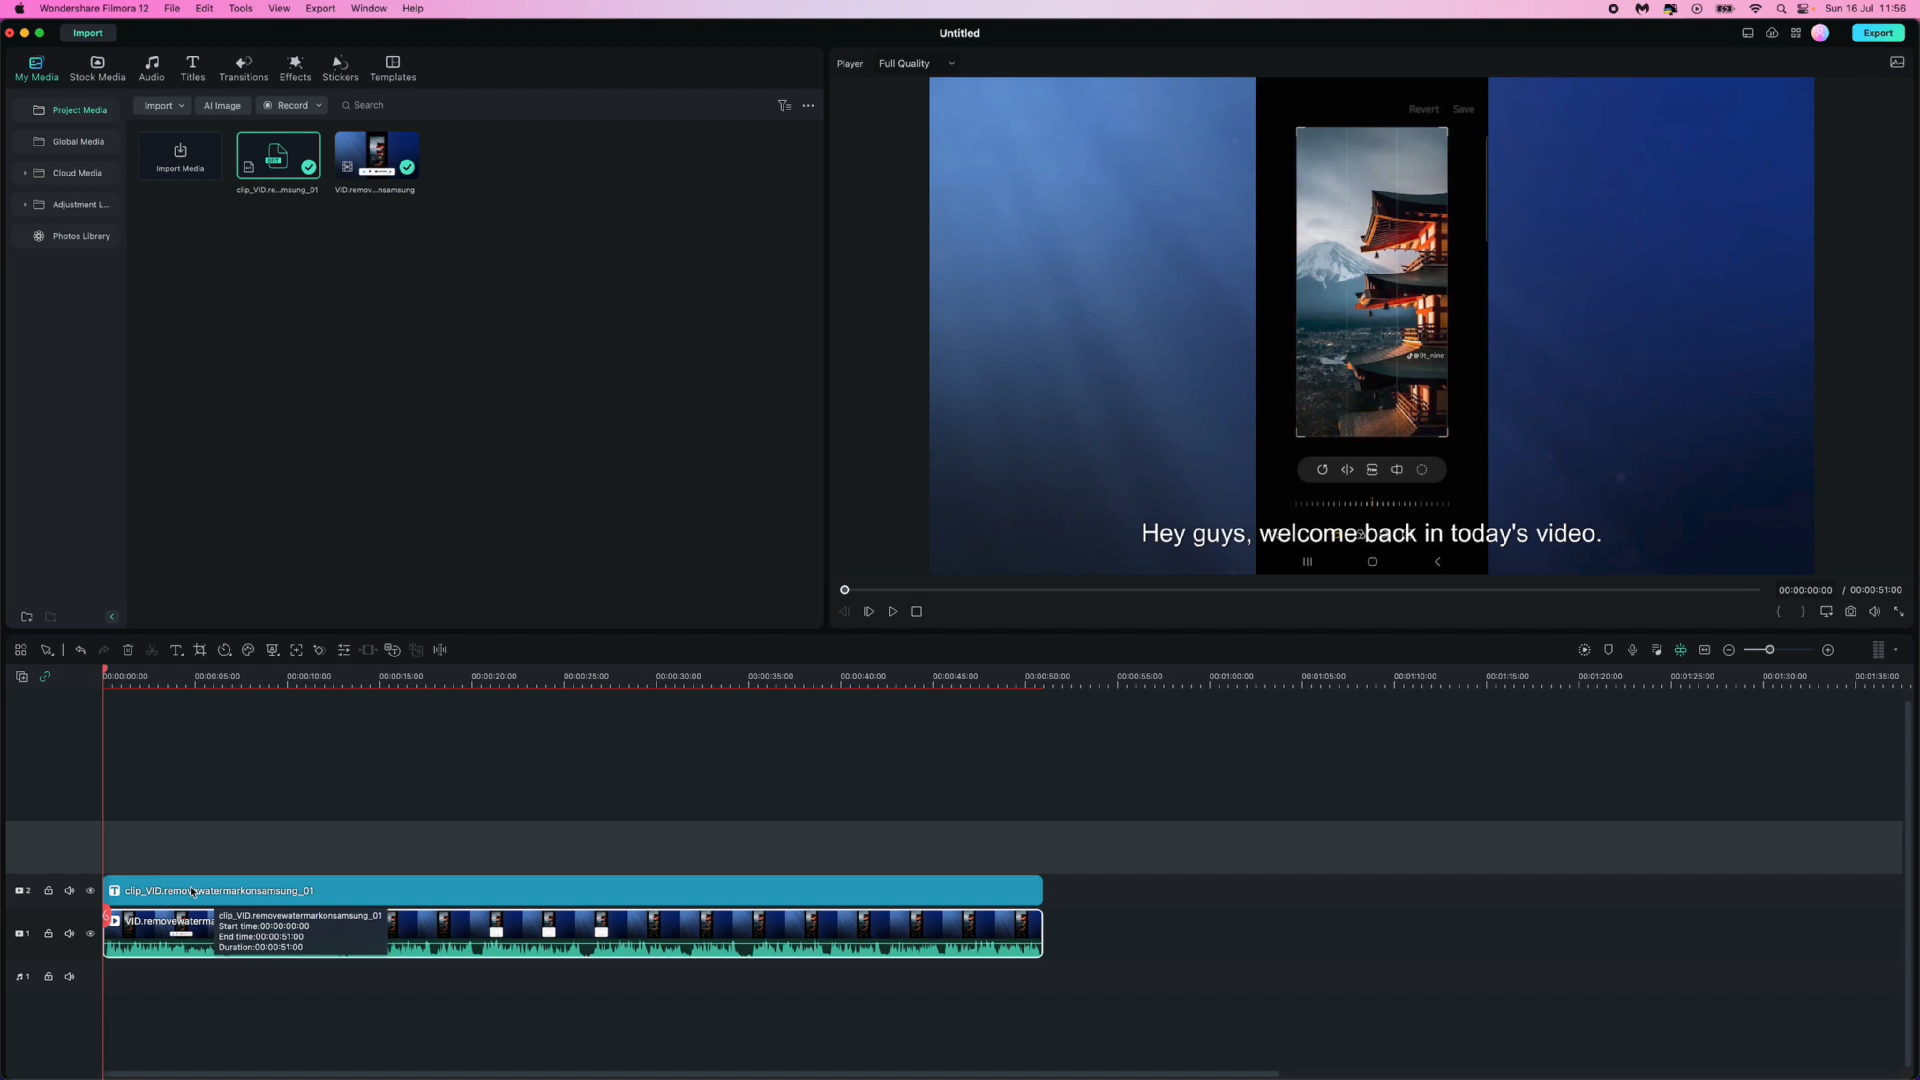 Wondershare Filmora 12 File Edit Tools View Export Window Help
Sun 16 Jul 11:56
Import
Untitled
Export
My Media Stock Media Audio Titles Transitions Effects Stickers Templates
Player Full Quality
Project Media
Import AI Image Record Search
Global Media
Cloud Media
Adjustment L...
Photos Library
Import Media
clip_VID.re...msung_01
VID.remov...nsamsung
Revert Save
@9t_nine
Hey guys, welcome back in today's video.
00:00:00:00 / 00:00:51:00
00:00:00:00 00:00:05:00 00:00:10:00 00:00:15:00 00:00:20:00 00:00:25:00 00:00:30:00 00:00:35:00 00:00:40:00 00:00:45:00 00:00:50:00 00:00:55:00 00:01:00:00 00:01:05:00 00:01:10:00 00:01:15:00 00:01:20:00 00:01:25:00 00:01:30:00 00:01:35:00
2
clip_VID.removewatermarkonsamsung_01
1
VID.removewaterma
clip_VID.removewatermarkonsamsung_01
Start time:00:00:00:00
End time:00:00:51:00
Duration:00:00:51:00
1